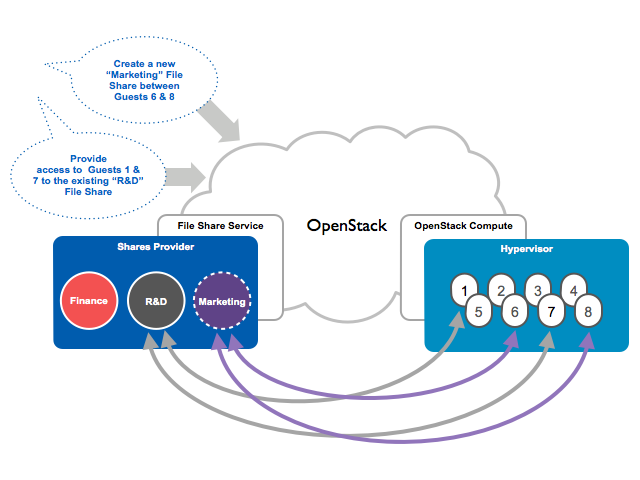 Create a new
“Marketing” File
Share between
Guests 6 & 8
Provide
access to Guests 1 &
7 to the existing “R&D”
File Share
OpenStack
File Share Service
OpenStack Compute
Shares Provider
Hypervisor
Finance
R&D
Marketing
1
2
3
4
5
6
7
8